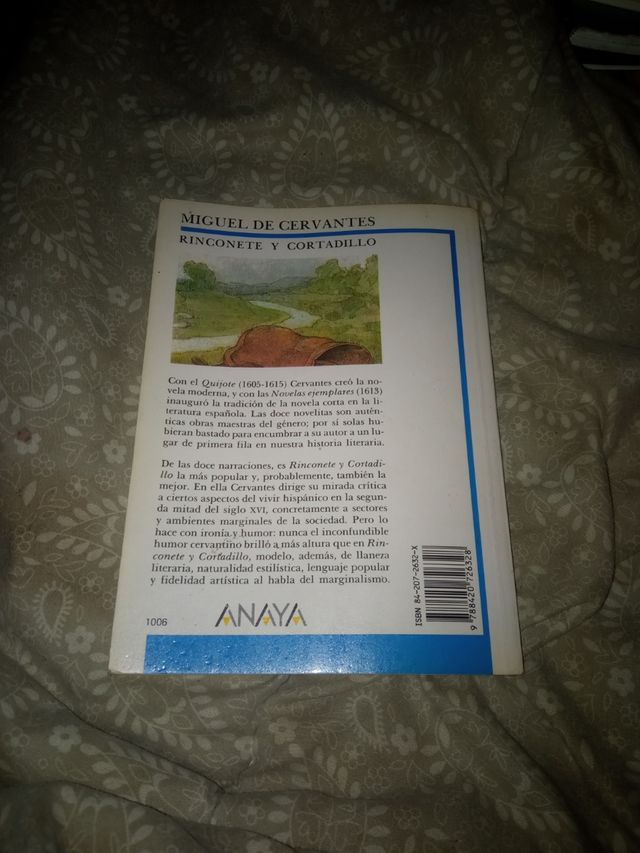 MIGUEL DE CERVANTES
RINCONETE Y CORTADILLO
Con el Quijote (1605-1615) Cervantes creó la no-
vela moderna, y con las Novelas ejemplares (1613)
inauguró la tradición de la novela corta en la li-
teratura española. Las doce novelitas son autén-
ticas obras maestras del género; por sí solas hu-
bieran bastado para encumbrar a su autor a un lu-
gar de primera fila en nuestra historia literaria.
De las doce narraciones, es Rinconete y Cortadi-
llo la más popular y, probablemente, también la
mejor. En ella Cervantes dirige su mirada crítica
a ciertos aspectos del vivir hispánico en la segun-
da mitad del siglo XVI, concretamente a sectores
y ambientes marginales de la sociedad. Pero lo
hace con ironía y humor: nunca el inconfundible
humor cervantino brilló a más altura que en Rin-
conete y Cortadillo, modelo, además, de llaneza
literaria, naturalidad estilística, lenguaje popular
y fidelidad artística al habla del marginalismo.
1006
ANAYA
ISBN 84-207-2632-X
9 788420 726328